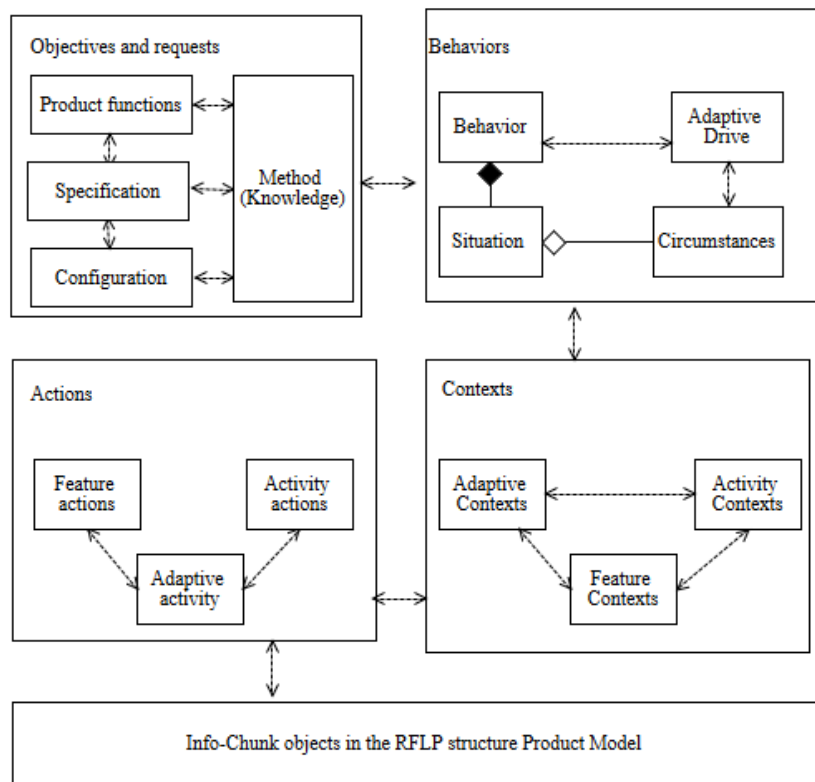 Objectives and requests
Product functions
Specification
Configuration
Method
(Knowledge)
Behaviors
Behavior
Adaptive
Drive
Situation
Circumstances
Actions
Feature
actions
Activity
actions
Adaptive
activity
Contexts
Adaptive
Contexts
Activity
Contexts
Feature
Contexts
Info-Chunk objects in the RFLP structure Product Model